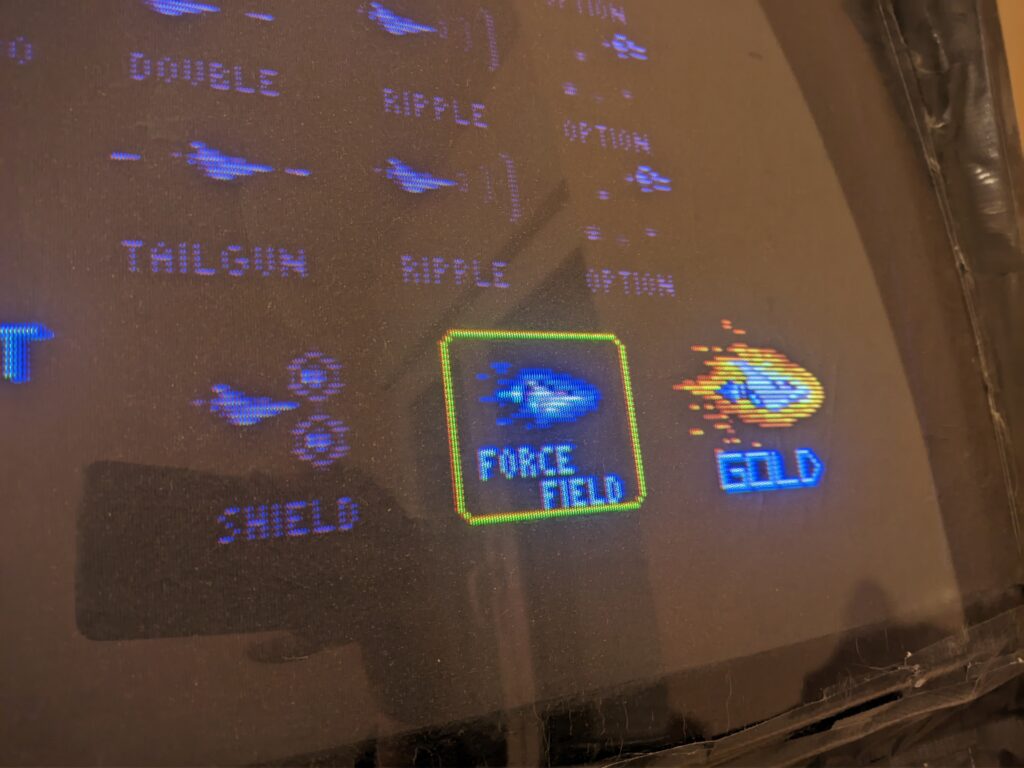 OPTION
DOUBLE
RIPPLE
OPTION
TAILGUN
RIPPLE
OPTION
T
SHIELD
FORCE
FIELD
GOLD